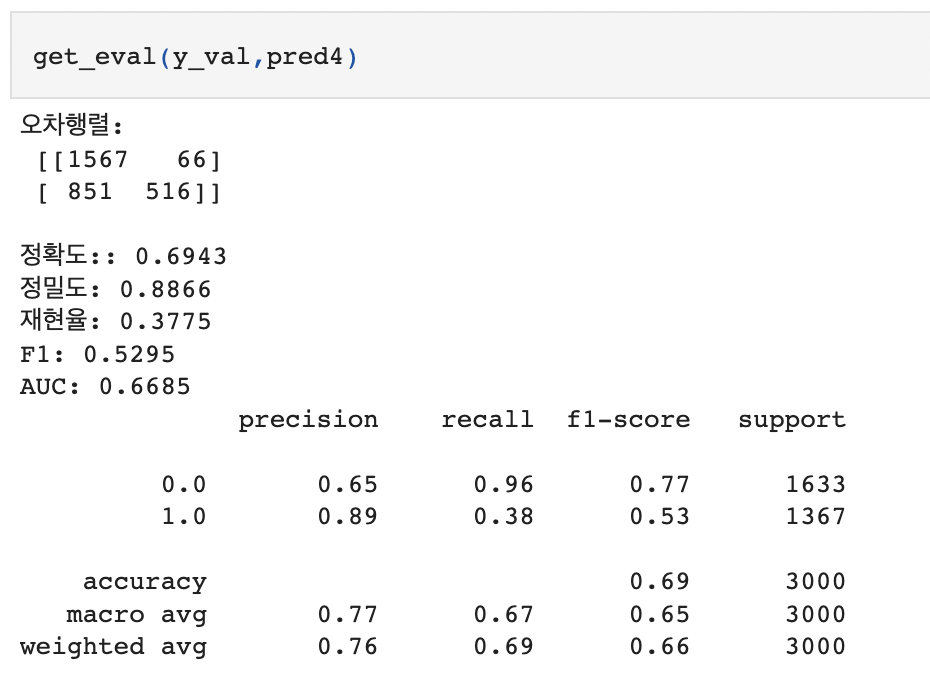 get_eval(y_val,pred4)
오차행렬:
[[1567 66]
[ 851 516]]
정확도:: 0.6943
정밀도: 0.8866
재현율: 0.3775
F1: 0.5295
AUC: 0.6685
precision recall f1-score support
0.0 0.65 0.96 0.77 1633
1.0 0.89 0.38 0.53 1367
accuracy 0.69 3000
macro avg 0.77 0.67 0.65 3000
weighted avg 0.76 0.69 0.66 3000